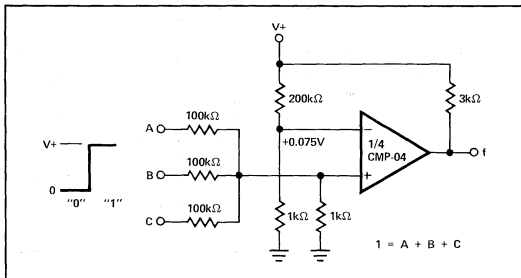 V+
200kΩ
3kΩ
100kΩ
A
+0.075V
−
1/4
CMP-04
f
V+
100kΩ
B
+
0
"0" "1"
100kΩ
C
1kΩ
1kΩ
1 = A + B + C